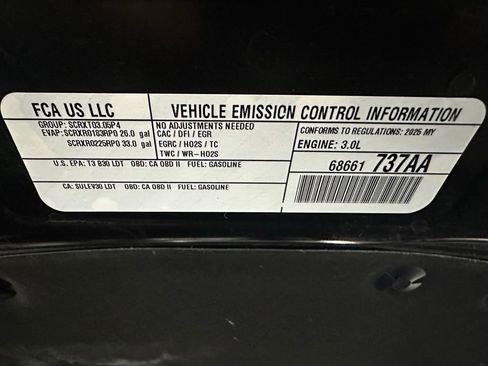 FCA US LLC
VEHICLE EMISSION CONTROL INFORMATION
GROUP: SCRXT03.05P4
EVAP: SCRXR0183RP0 26.0 gal
SCRXR0225RP0 33.0 gal
NO ADJUSTMENTS NEEDED
CAC / DFI / EGR
EGRC / HO2S / TC
TWC / WR-HO2S
CONFORMS TO REGULATIONS: 2025 MY
ENGINE: 3.0L
U.S. EPA: T3 B30 LDT OBD: CA OBD II FUEL: GASOLINE
CA: SULEV30 LDT OBD: CA OBD II FUEL: GASOLINE
68661 737AA